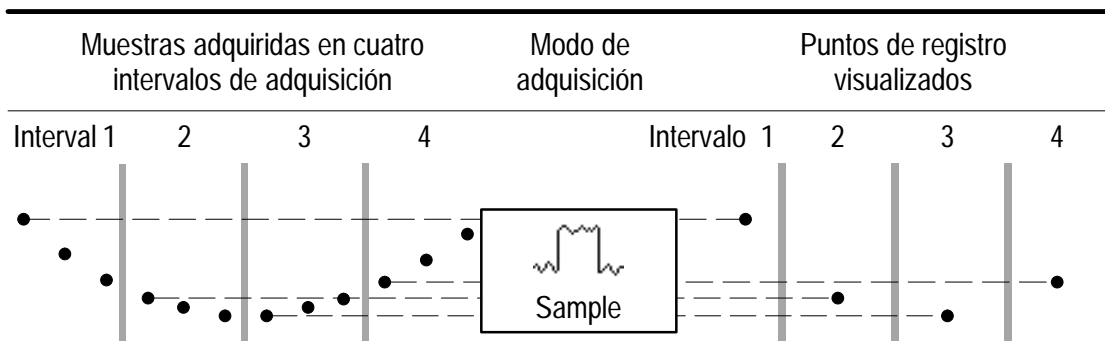 Muestras adquiridas en cuatro
intervalos de adquisición
Modo de
adquisición
Puntos de registro
visualizados
Interval 1 2 3 4
Intervalo 1 2 3 4
Sample